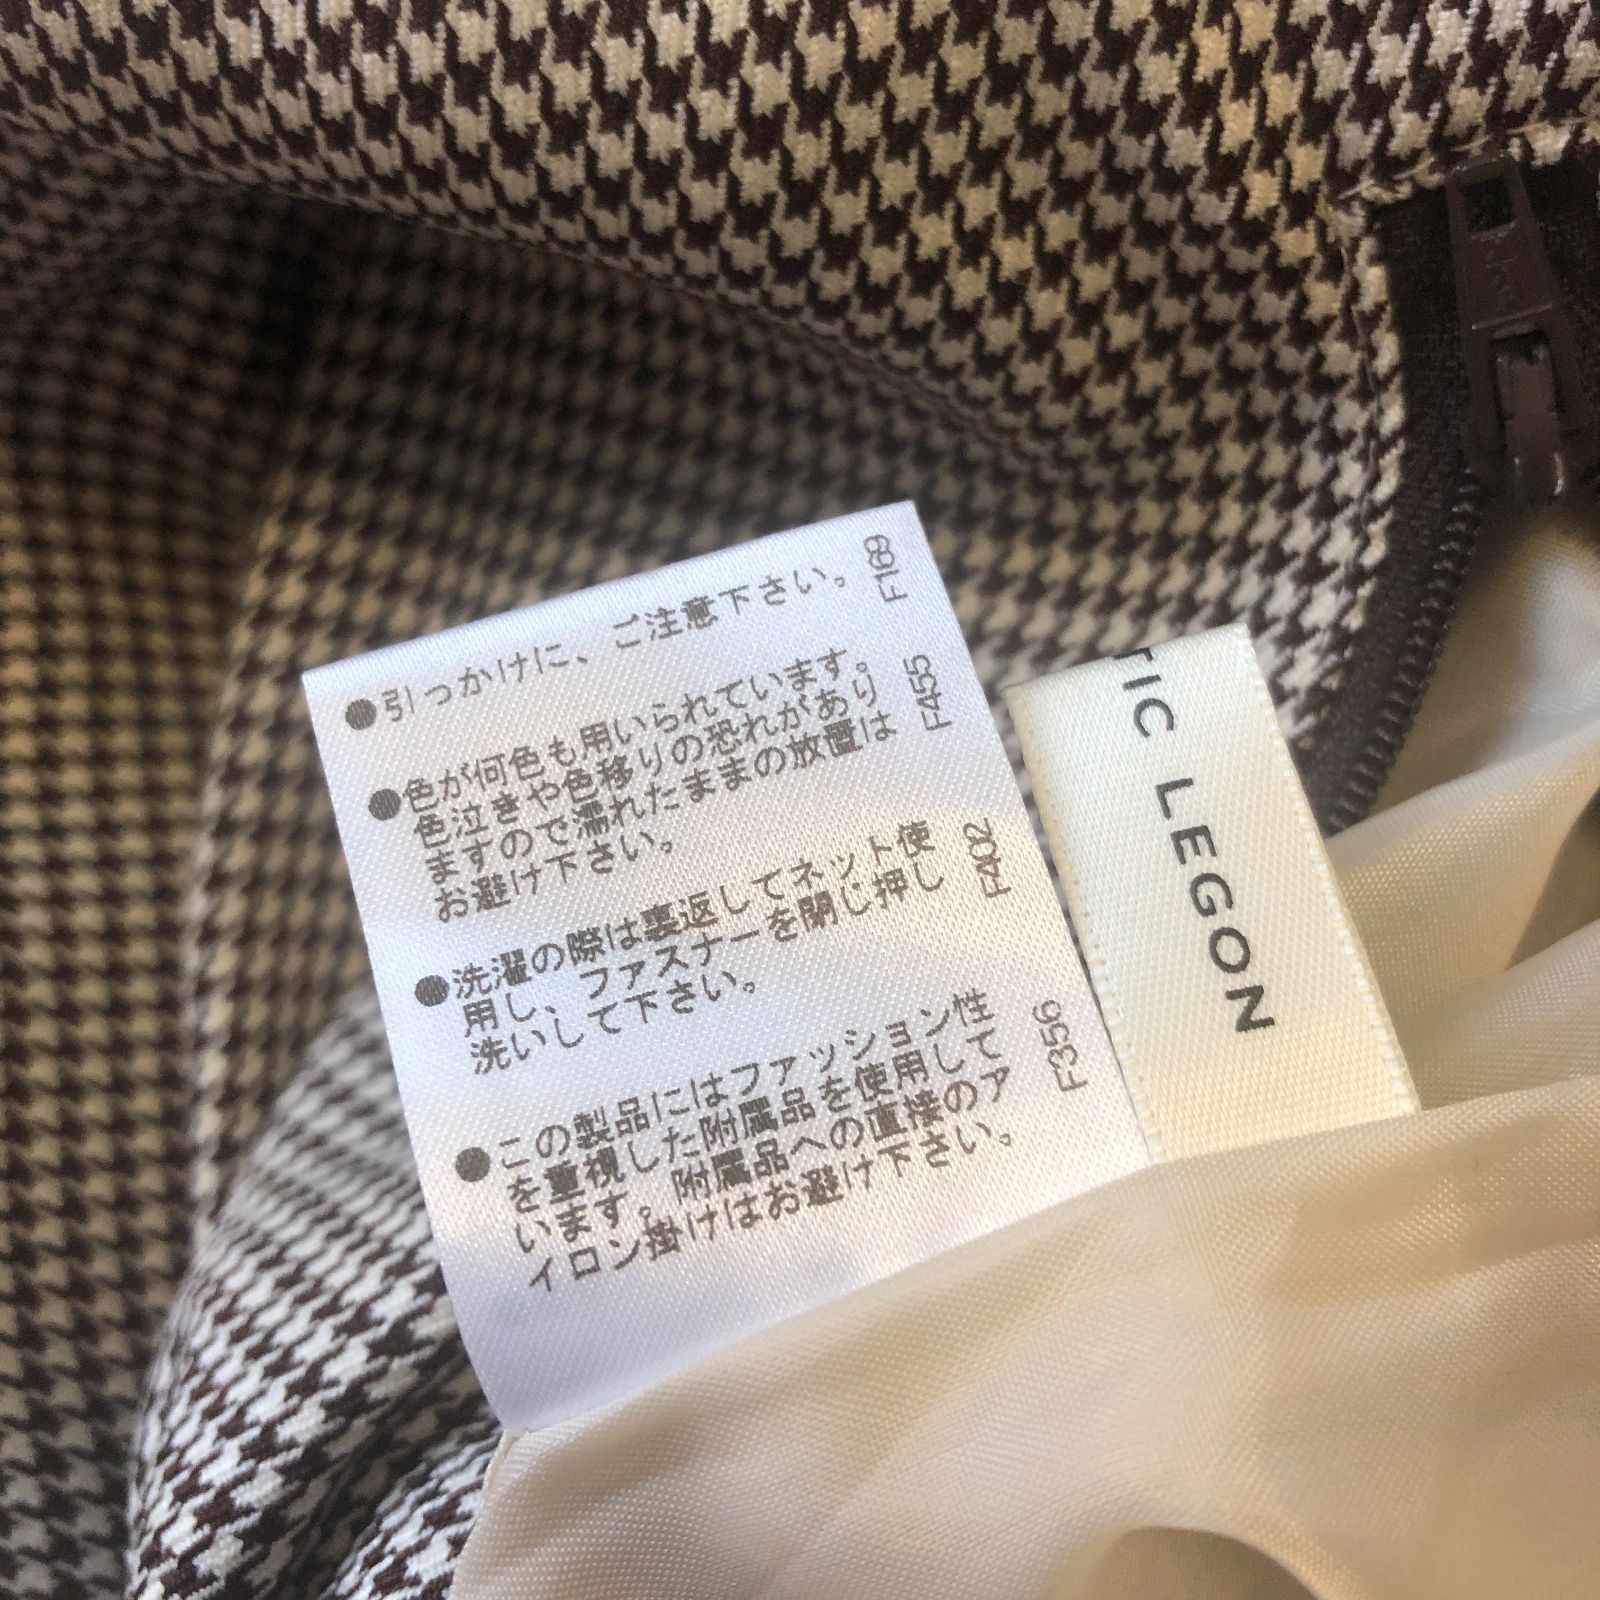 ●引っかけに、ご注意下さい。 F189
●色が何色も用いられています。
色泣きや色移りの恐れがあり
ますので濡れたままの放置は
お避け下さい。 F455
●洗濯の際は裏返してネット使
用し、ファスナーを閉じ押し
洗いして下さい。 F402
●この製品にはファッション性
を重視した附属品を使用して
います。附属品への直接のア
イロン掛けはお避け下さい。 F3556
TIC LEGON